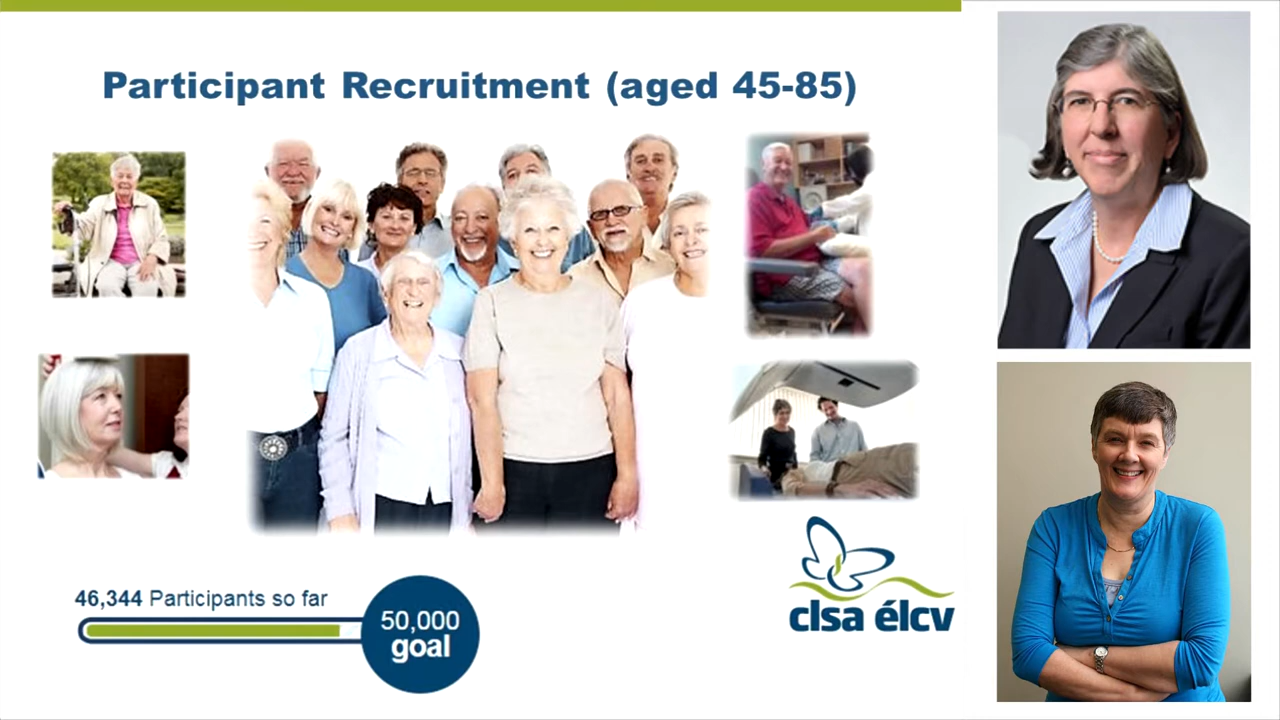 Participant Recruitment (aged 45-85)
46,344 Participants so far
50,000
goal
clsa élcv